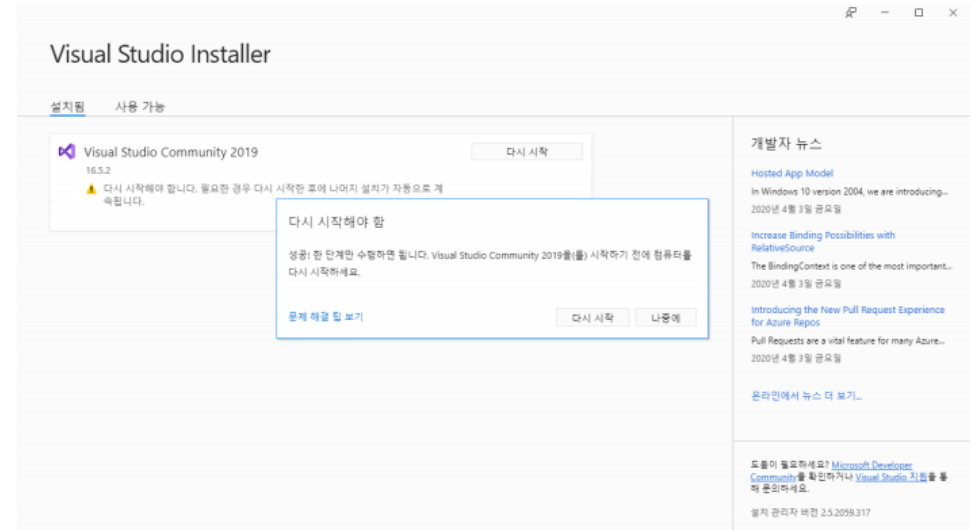 Visual Studio Installer
설치됨
사용 가능
Visual Studio Community 2019
다시 시작
16.5.2
다시 시작해야 합니다. 필요한 경우 다시 시작한 후에 나머지 설치가 자동으로 계
속됩니다.
다시 시작해야 함
성공! 한 단계만 수행하면 됩니다. Visual Studio Community 2019을(를) 시작하기 전에 컴퓨터를
다시 시작하세요.
문제 해결 팁 보기
다시 시작
나중에
개발자 뉴스
Hosted App Model
In Windows 10 version 2004, we are introducing...
2020년 4월 3일 금요일
Increase Binding Possibilities with
RelativeSource
The BindingContext is one of the most important...
2020년 4월 3일 금요일
Introducing the New Pull Request Experience
for Azure Repos
Pull Requests are a vital feature for many Azure...
2020년 4월 3일 금요일
온라인에서 뉴스 더 보기...
도움이 필요하세요? Microsoft Developer
Community를 확인하거나 Visual Studio 지원을 통
해 문의하세요.
설치 관리자 버전 2.5.2059.317